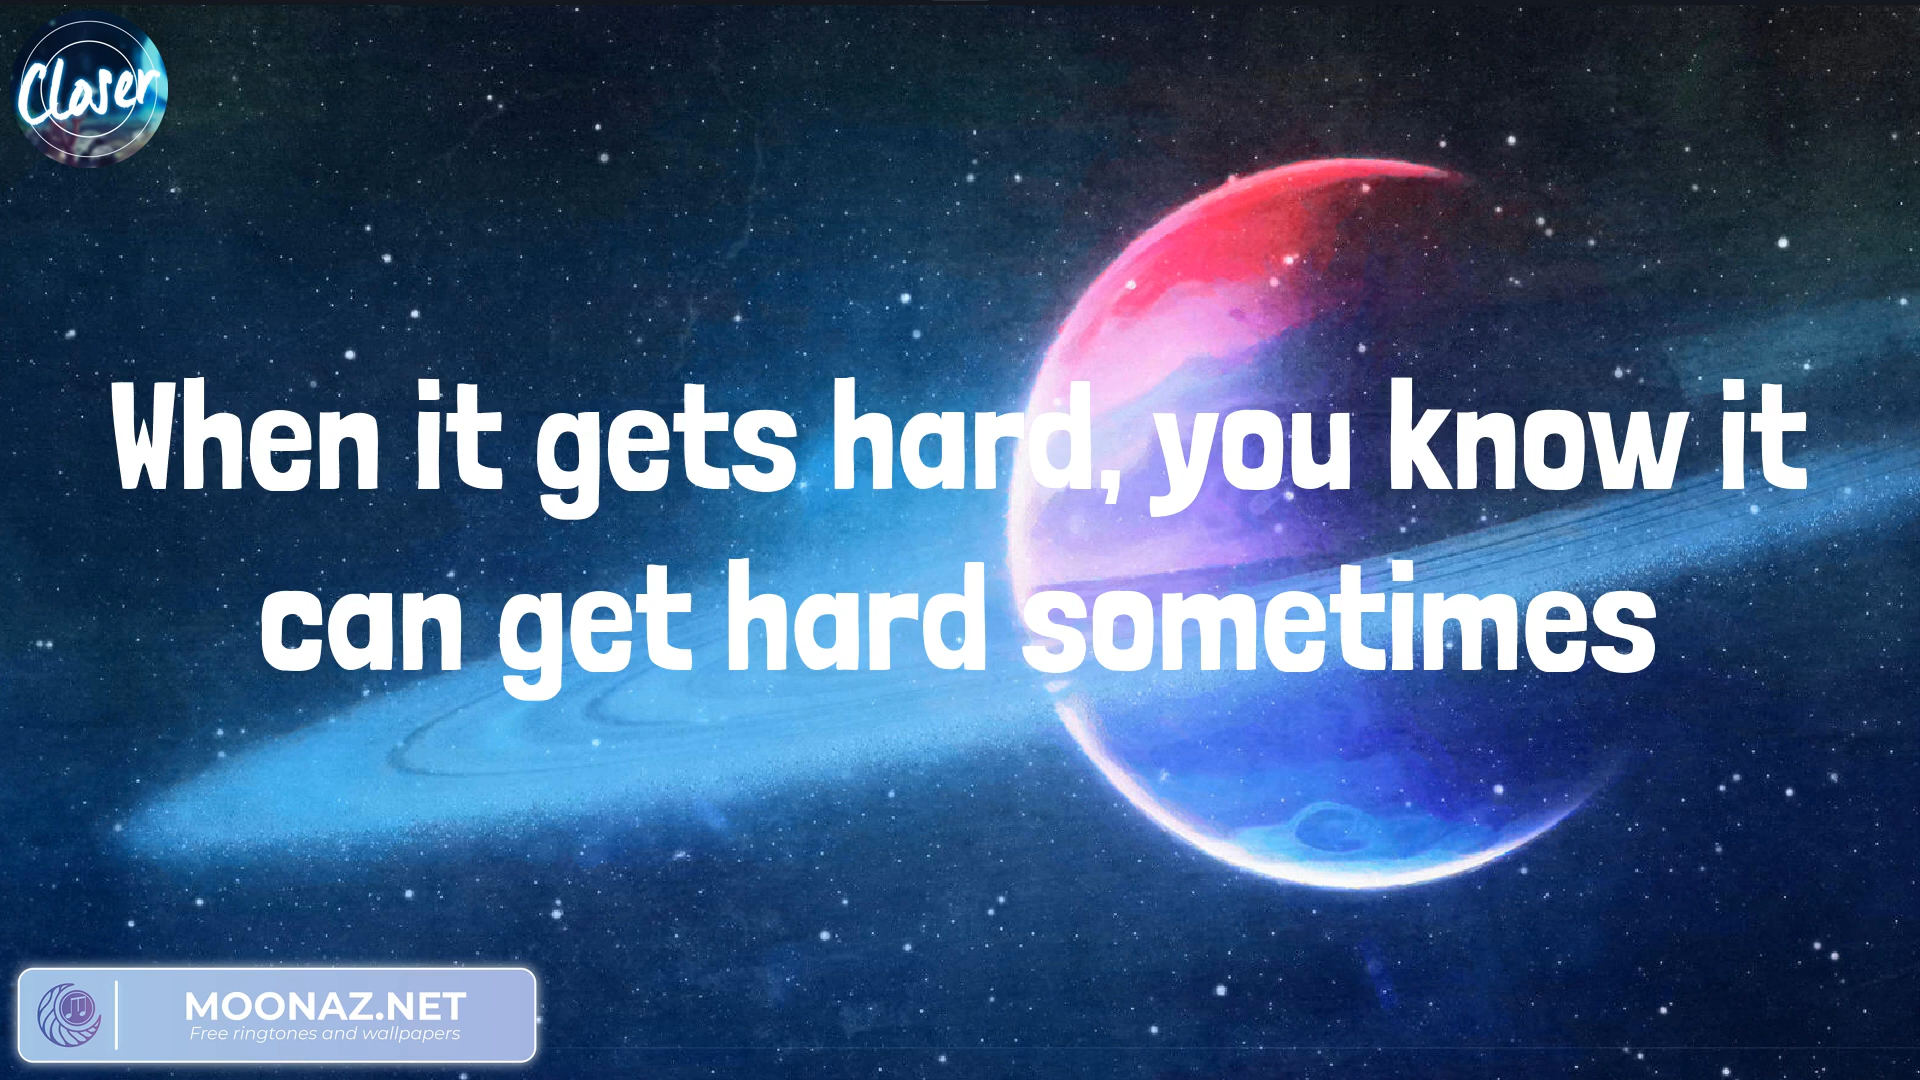 Closer
When it gets hard, you know it
can get hard sometimes
MOONAZ.NET
Free ringtones and wallpapers